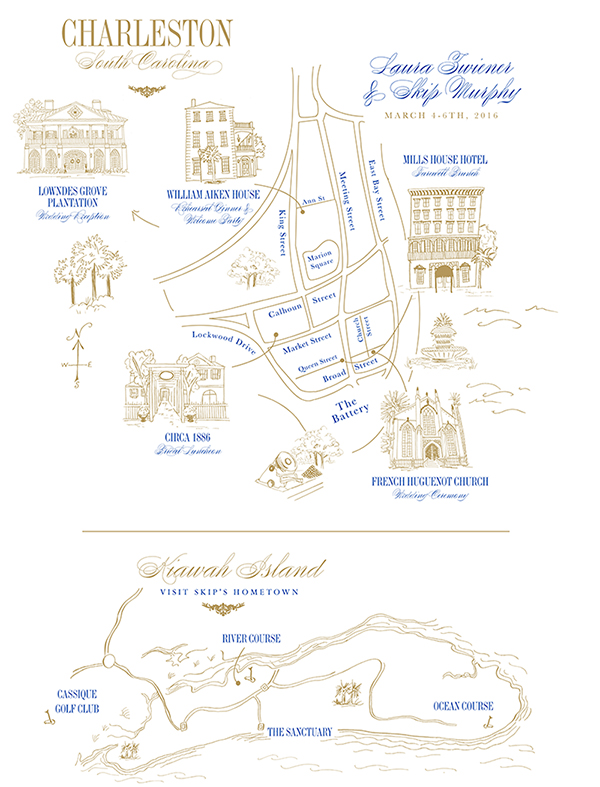 CHARLESTON
South Carolina
Laura Zwiener
& Skip Murphy
MARCH 4-6TH, 2016
LOWNDES GROVE
PLANTATION
Wedding Reception
WILLIAM AIKEN HOUSE
Rehearsal Dinner &
Welcome Party
MILLS HOUSE HOTEL
Farewell Brunch
Ann St
King Street
Meeting Street
East Bay Street
Marion
Square
Calhoun Street
Lockwood Drive
Market Street
Church
Street
Queen Street
Broad Street
The
Battery
N
CIRCA 1886
Bridal Luncheon
FRENCH HUGUENOT CHURCH
Wedding Ceremony
Kiawah Island
VISIT SKIP'S HOMETOWN
RIVER COURSE
CASSIQUE
GOLF CLUB
OCEAN COURSE
THE SANCTUARY